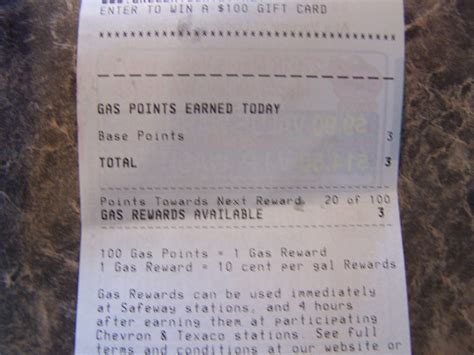 ENTER TO WIN A $100 GIFT CARD
GAS POINTS EARNED TODAY
Base Points 3
TOTAL 3
Points Towards Next Reward 20 of 100
GAS REWARDS AVAILABLE 3
100 Gas Points = 1 Gas Reward
1 Gas Reward = 10 cent per gal Rewards
Gas Rewards can be used immediately
at Safeway stations, and 4 hours
after earning them at participating
Chevron & Texaco stations. See full
terms and conditions at our website or